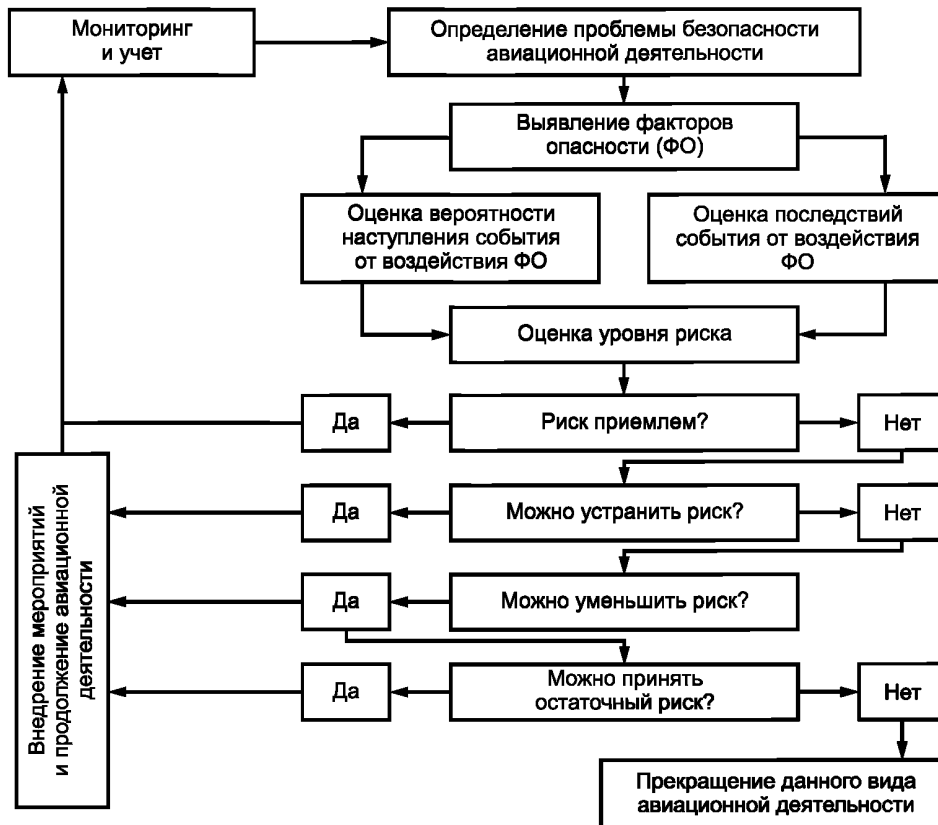 Мониторинг
и учет
Определение проблемы безопасности
авиационной деятельности
Выявление факторов
опасности (ФО)
Оценка вероятности
наступления события
от воздействия ФО
Оценка последствий
события от воздействия
ФО
Оценка уровня риска
Да
Риск приемлем?
Нет
Да
Можно устранить риск?
Нет
Да
Можно уменьшить риск?
Да
Можно принять
остаточный риск?
Нет
Внедрение мероприятий
и продолжение авиационной
деятельности
Прекращение данного вида
авиационной деятельности